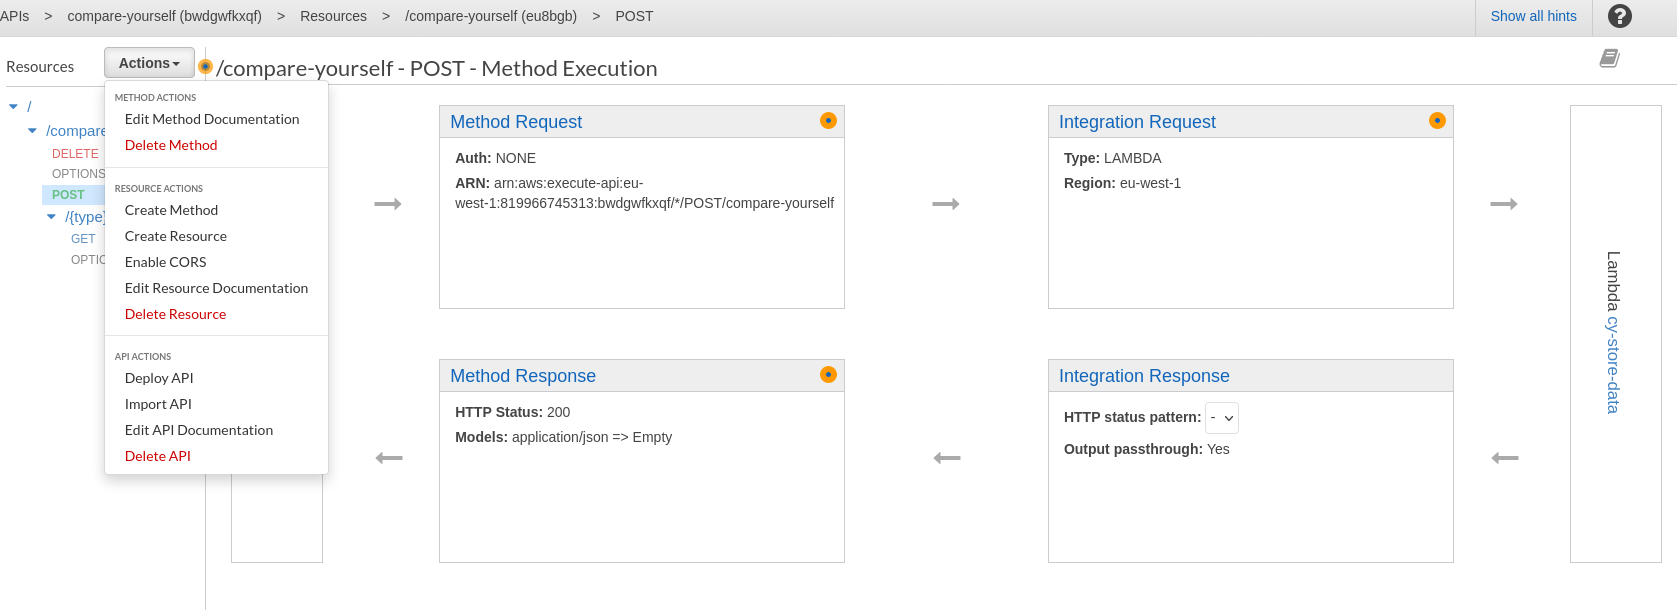 APIs > compare-yourself (bwdgwfkxqf) > Resources > /compare-yourself (eu8bgb) > POST
Show all hints
?
Resources
Actions
/compare-yourself - POST - Method Execution
/
/compare
DELETE
OPTIONS
POST
/{type}
GET
OPTIO
METHOD ACTIONS
Edit Method Documentation
Delete Method
RESOURCE ACTIONS
Create Method
Create Resource
Enable CORS
Edit Resource Documentation
Delete Resource
API ACTIONS
Deploy API
Import API
Edit API Documentation
Delete API
Method Request
Auth: NONE
ARN: arn:aws:execute-api:eu-
west-1:819966745313:bwdgwfkxqf/*/POST/compare-yourself
Integration Request
Type: LAMBDA
Region: eu-west-1
Lambda cy-store-data
Method Response
HTTP Status: 200
Models: application/json => Empty
Integration Response
HTTP status pattern: -
Output passthrough: Yes